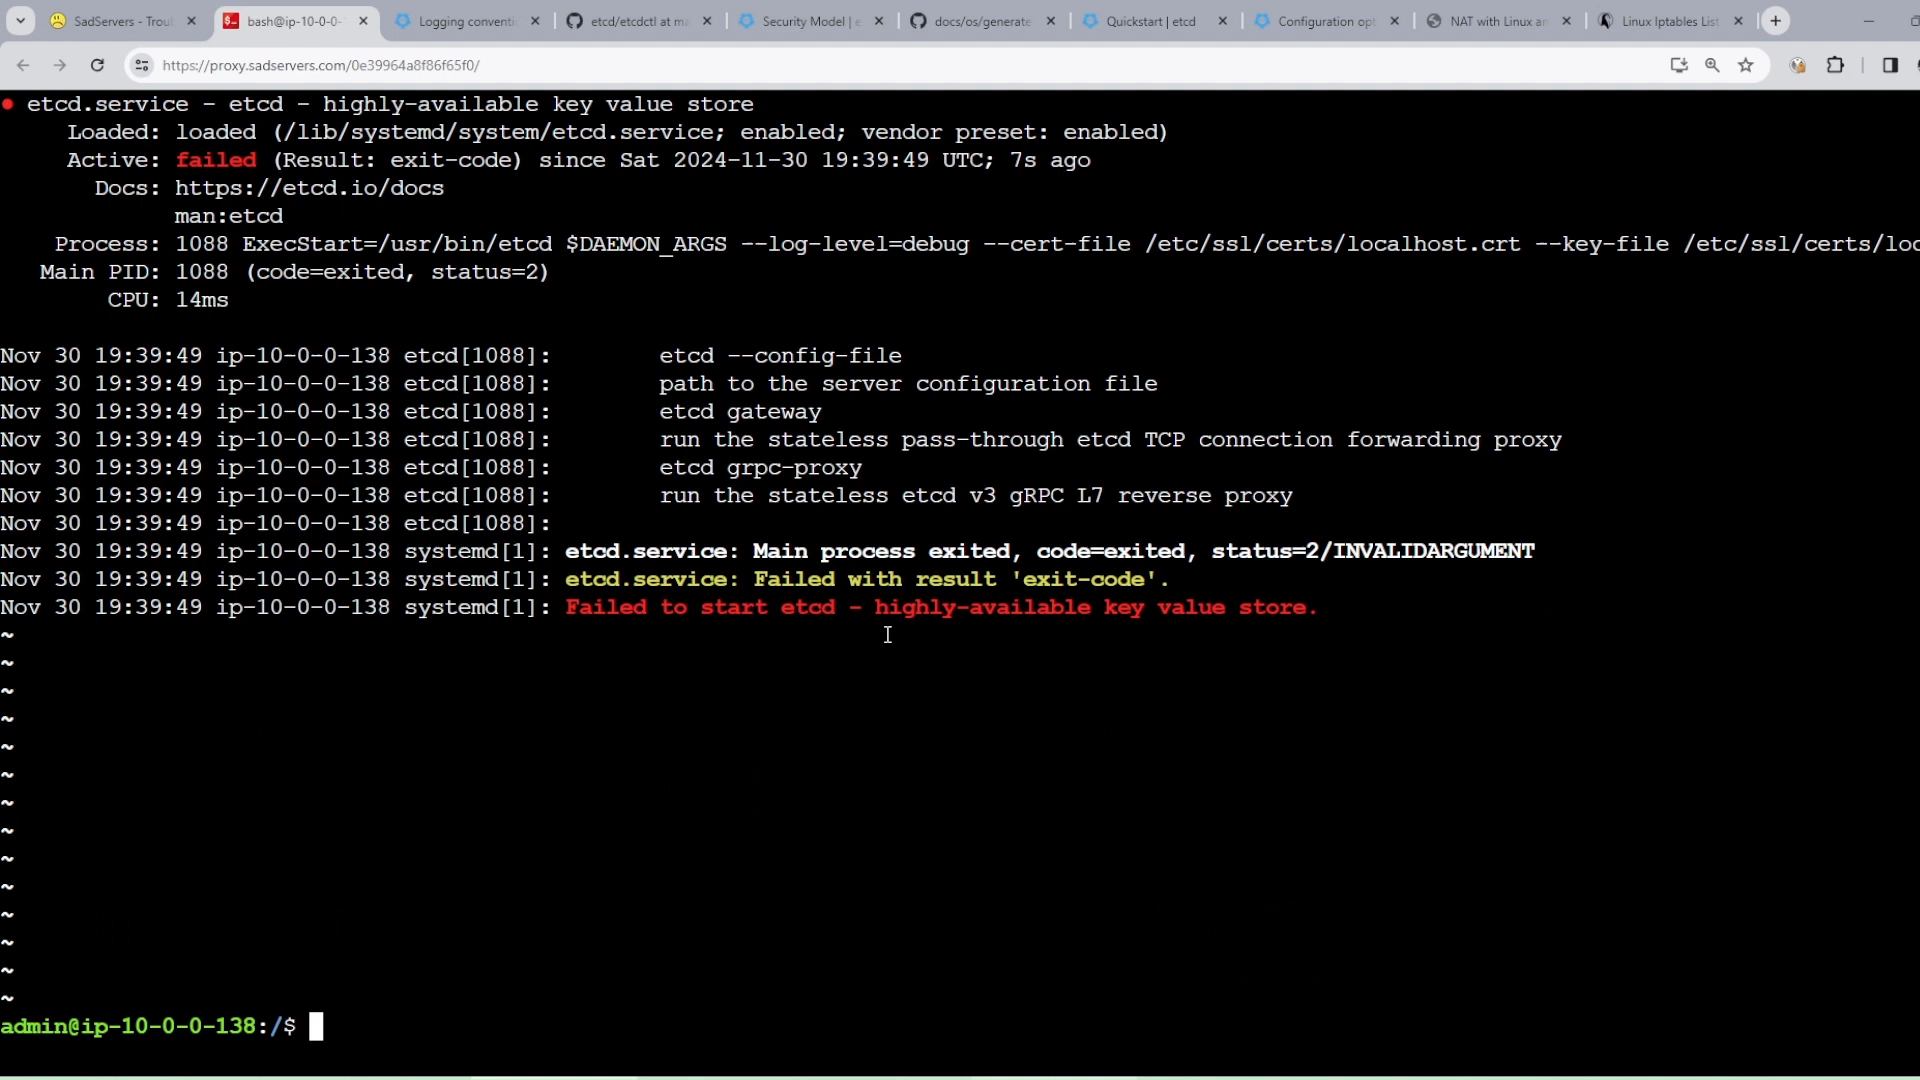 SadServers - Trou
bash@ip-10-0-0-
Logging conventi
etcd/etcdctl at ma
Security Model | e
docs/os/generate
Quickstart | etcd
Configuration opt
NAT with Linux an
Linux Iptables List
https://proxy.sadservers.com/0e39964a8f86f65f0/
● etcd.service - etcd - highly-available key value store
Loaded: loaded (/lib/systemd/system/etcd.service; enabled; vendor preset: enabled)
Active: failed (Result: exit-code) since Sat 2024-11-30 19:39:49 UTC; 7s ago
Docs: https://etcd.io/docs
man:etcd
Process: 1088 ExecStart=/usr/bin/etcd $DAEMON_ARGS --log-level=debug --cert-file /etc/ssl/certs/localhost.crt --key-file /etc/ssl/certs/loc
Main PID: 1088 (code=exited, status=2)
CPU: 14ms
Nov 30 19:39:49 ip-10-0-0-138 etcd[1088]: etcd --config-file
Nov 30 19:39:49 ip-10-0-0-138 etcd[1088]: path to the server configuration file
Nov 30 19:39:49 ip-10-0-0-138 etcd[1088]: etcd gateway
Nov 30 19:39:49 ip-10-0-0-138 etcd[1088]: run the stateless pass-through etcd TCP connection forwarding proxy
Nov 30 19:39:49 ip-10-0-0-138 etcd[1088]: etcd grpc-proxy
Nov 30 19:39:49 ip-10-0-0-138 etcd[1088]: run the stateless etcd v3 gRPC L7 reverse proxy
Nov 30 19:39:49 ip-10-0-0-138 etcd[1088]:
Nov 30 19:39:49 ip-10-0-0-138 systemd[1]: etcd.service: Main process exited, code=exited, status=2/INVALIDARGUMENT
Nov 30 19:39:49 ip-10-0-0-138 systemd[1]: etcd.service: Failed with result 'exit-code'.
Nov 30 19:39:49 ip-10-0-0-138 systemd[1]: Failed to start etcd - highly-available key value store.
~
~
~
~
~
~
~
~
~
~
~
~
~
~
admin@ip-10-0-0-138:/$